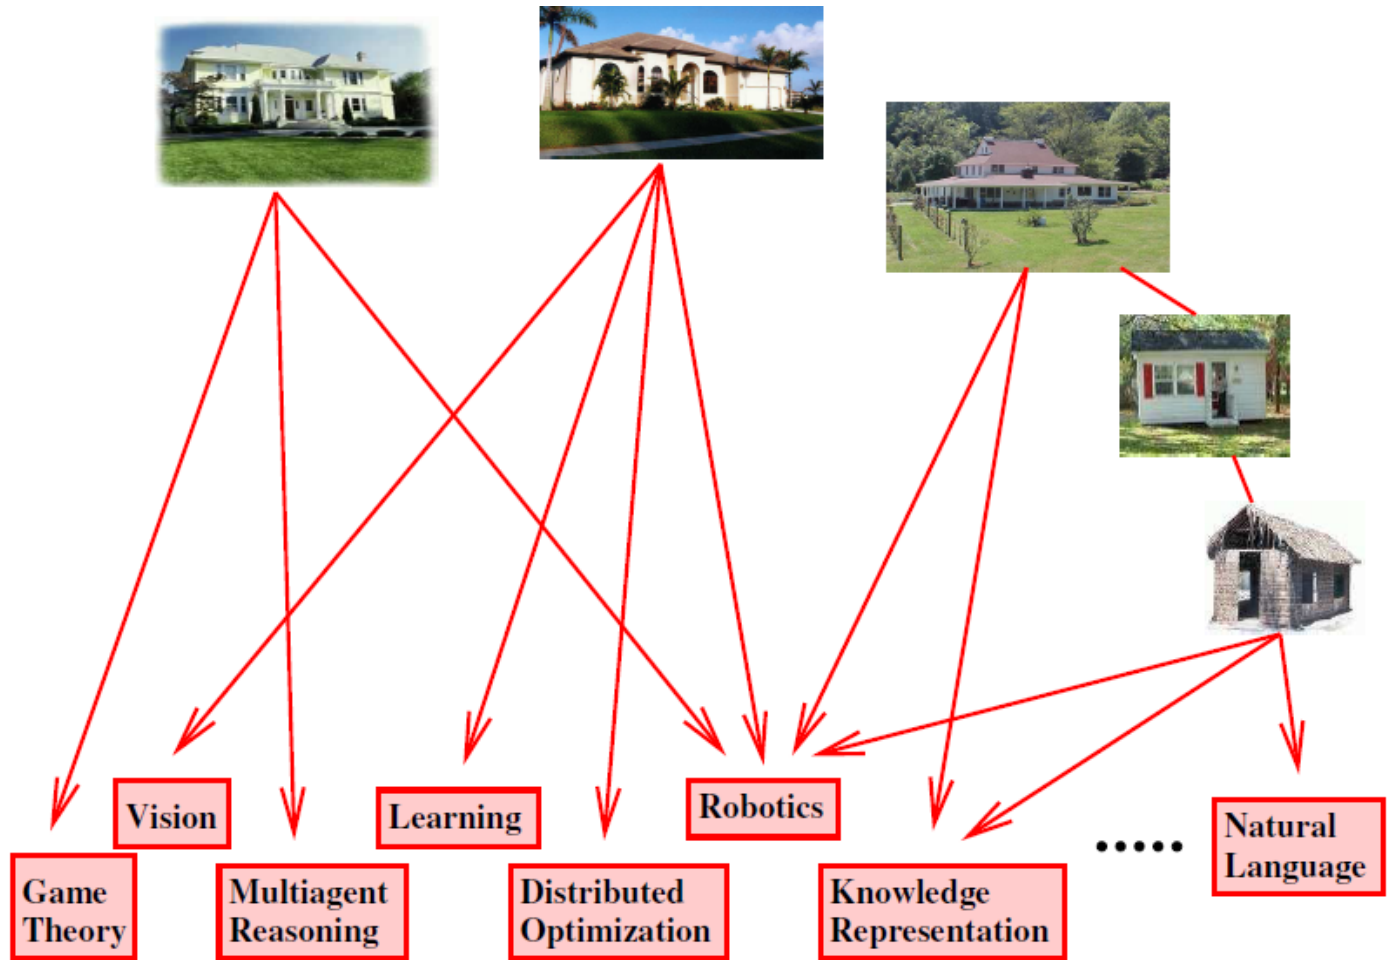 Vision
Learning
Robotics
Natural
Language
Game
Theory
Multiagent
Reasoning
Distributed
Optimization
Knowledge
Representation